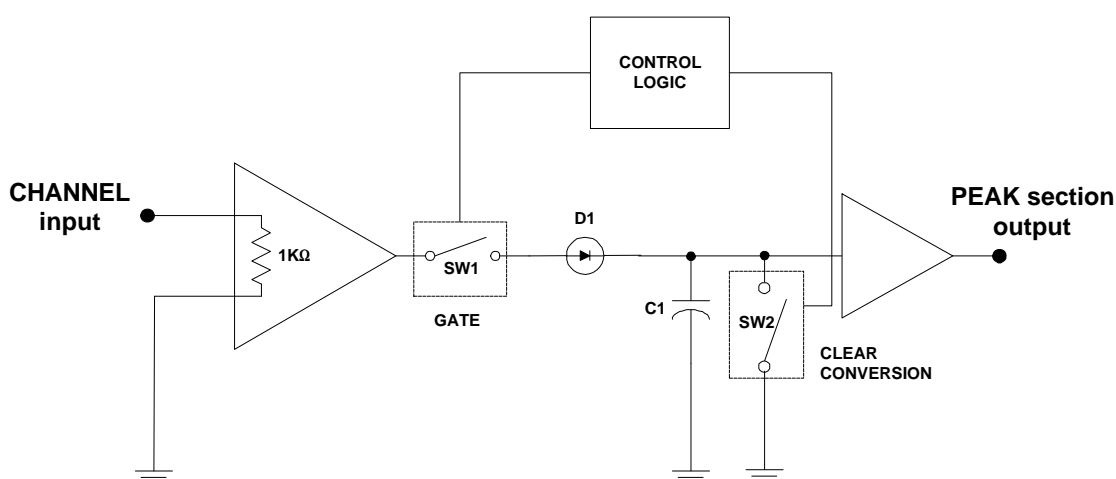 CONTROL
LOGIC
CHANNEL
input
PEAK section
output
D1
1KΩ
SW1
GATE
C1
SW2
CLEAR
CONVERSION